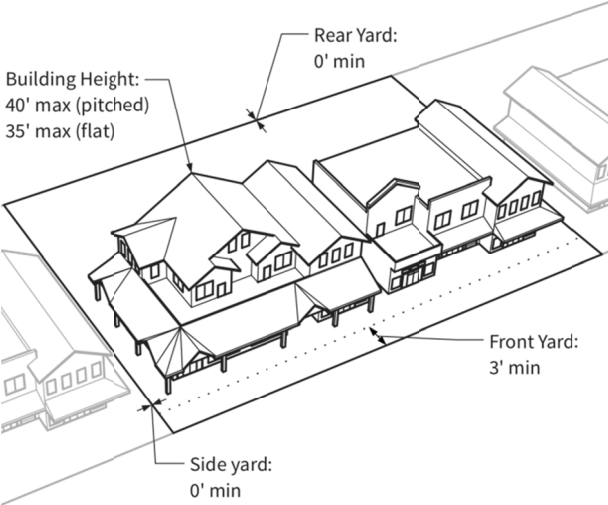 Rear Yard:
0' min
Building Height:
40' max (pitched)
35' max (flat)
Front Yard:
3' min
Side yard:
0' min